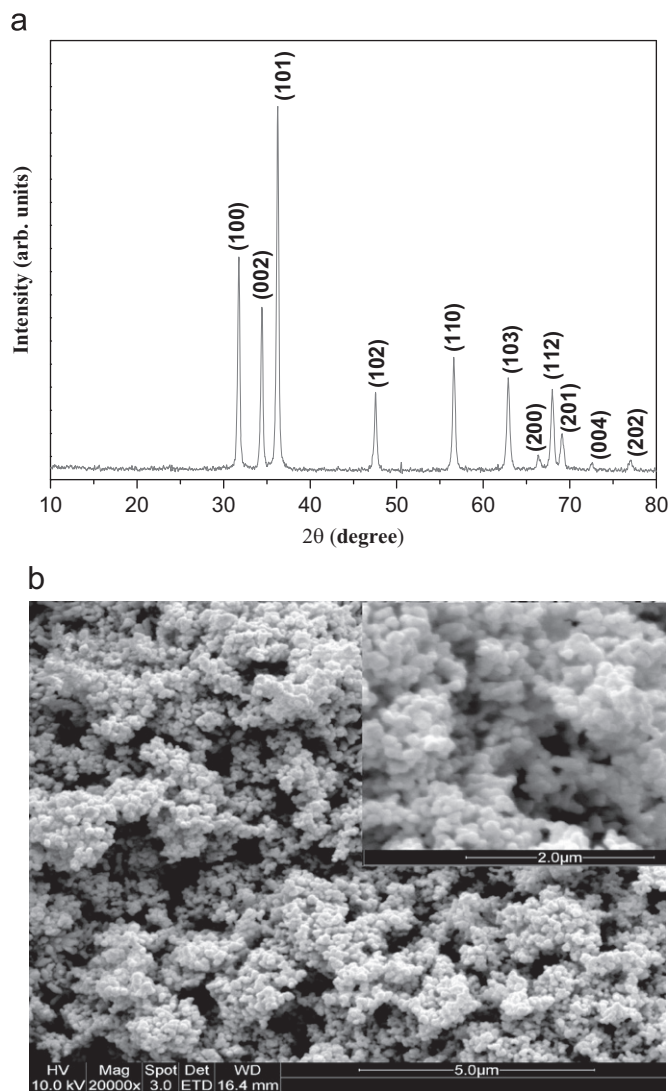 a
(101)
(100)
(002)
(110)
(103)
(112)
(102)
(201)
(200)
(004)
(202)
Intensity (arb. units)
10 20 30 40 50 60 70 80
2θ (degree)
b
2.0µm
HV Mag Spot Det WD
5.0µm
10.0 kV 20000x 3.0 ETD 16.4 mm